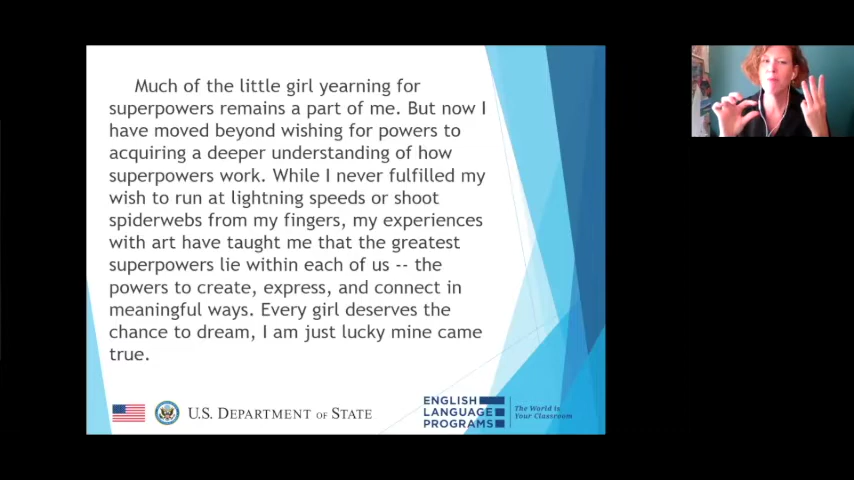 Much of the little girl yearning for
superpowers remains a part of me. But now I
have moved beyond wishing for powers to
acquiring a deeper understanding of how
superpowers work. While I never fulfilled my
wish to run at lightning speeds or shoot
spiderwebs from my fingers, my experiences
with art have taught me that the greatest
superpowers lie within each of us -- the
powers to create, express, and connect in
meaningful ways. Every girl deserves the
chance to dream, I am just lucky mine came
true.
U.S. DEPARTMENT OF STATE
ENGLISH
LANGUAGE
PROGRAMS
The World is
Your Classroom